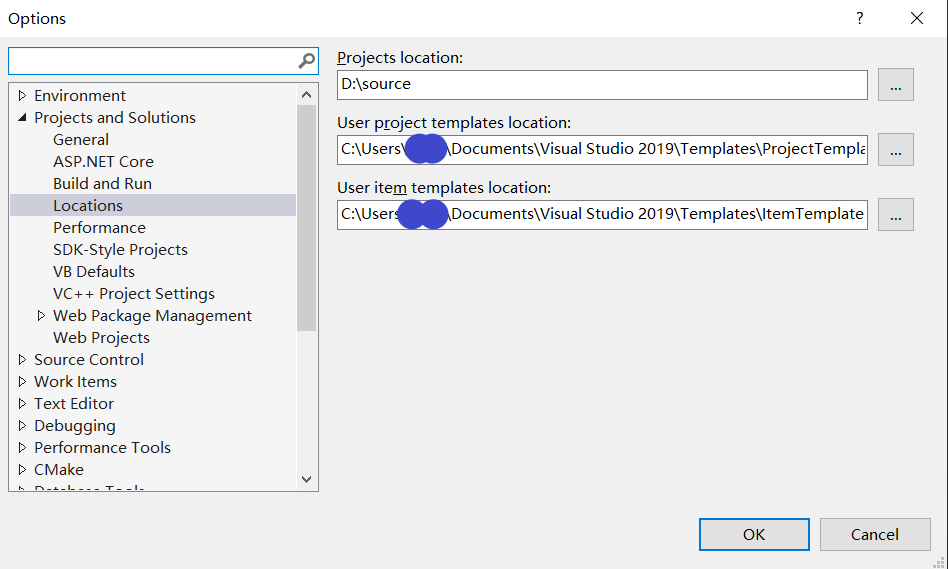 Options
?
Environment
Projects and Solutions
General
ASP.NET Core
Build and Run
Locations
Performance
SDK-Style Projects
VB Defaults
VC++ Project Settings
Web Package Management
Web Projects
Source Control
Work Items
Text Editor
Debugging
Performance Tools
CMake
Database Tools
Projects location:
D:\source
...
User project templates location:
C:\Users\ \Documents\Visual Studio 2019\Templates\ProjectTempla
...
User item templates location:
C:\Users \Documents\Visual Studio 2019\Templates\ItemTemplate
...
OK
Cancel